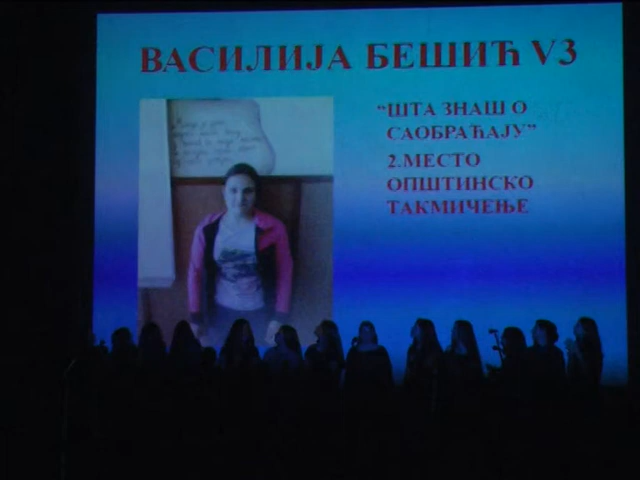 ВАСИЛИЈА БЕШИЋ V3
“ШТА ЗНАШ О
САОБРАЋАЈУ”
2.МЕСТО
ОПШТИНСКО
ТАКМИЧЕЊЕ